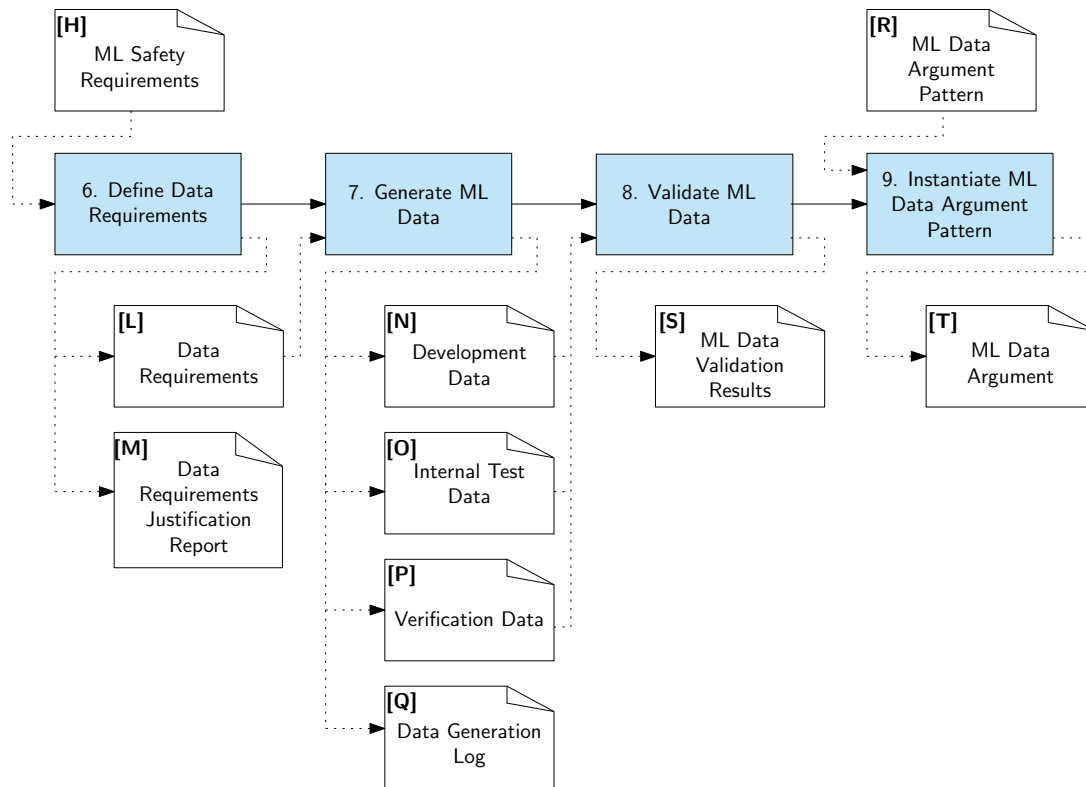 [H]
ML Safety
Requirements
[R]
ML Data
Argument
Pattern
6. Define Data
Requirements
7. Generate ML
Data
8. Validate ML
Data
9. Instantiate ML
Data Argument
Pattern
[L]
Data
Requirements
[N]
Development
Data
[S]
ML Data
Validation
Results
[T]
ML Data
Argument
[M]
Data
Requirements
Justification
Report
[O]
Internal Test
Data
[P]
Verification Data
[Q]
Data Generation
Log